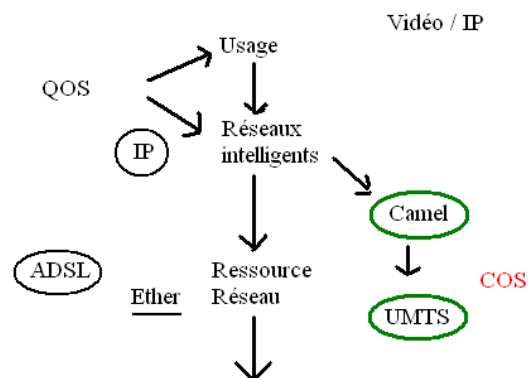 Vidéo / IP
Usage
QOS
IP
Réseaux
intelligents
Camel
ADSL
Ether
Ressource
Réseau
COS
UMTS